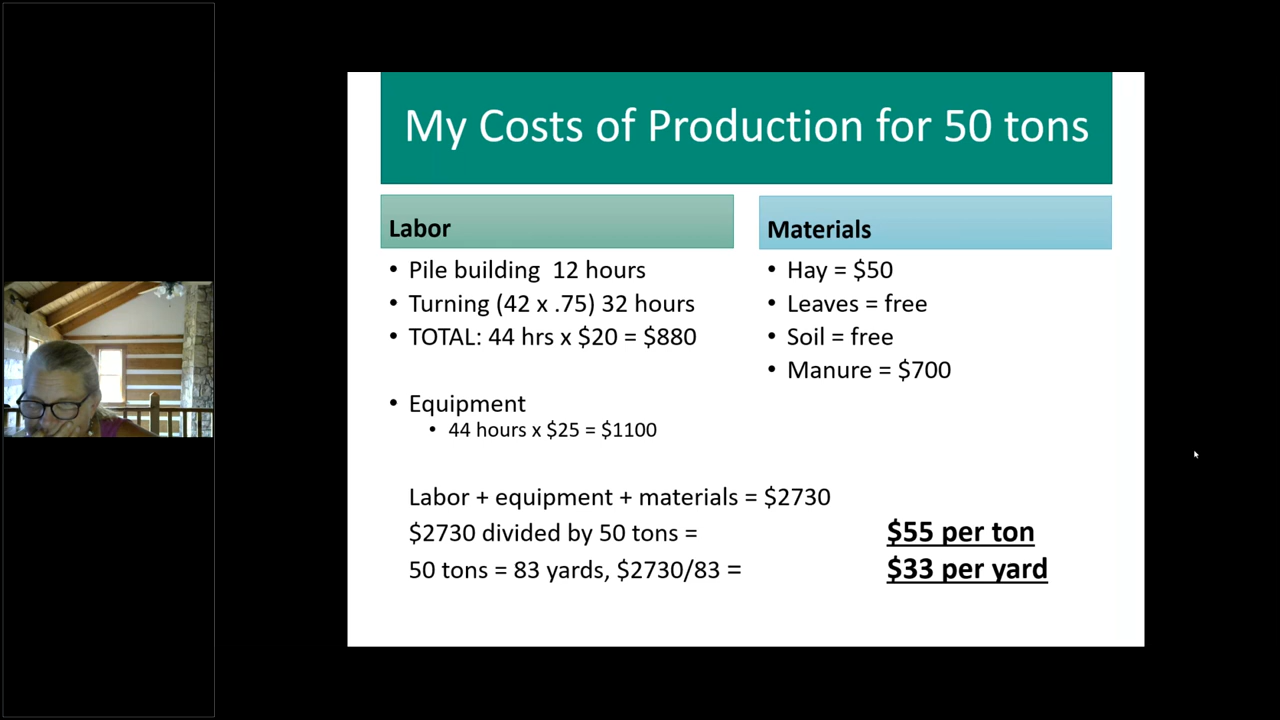 My Costs of Production for 50 tons
Labor
• Pile building 12 hours
• Turning (42 x .75) 32 hours
• TOTAL: 44 hrs x $20 = $880
• Equipment
• 44 hours x $25 = $1100
Materials
• Hay = $50
• Leaves = free
• Soil = free
• Manure = $700
Labor + equipment + materials = $2730
$2730 divided by 50 tons = $55 per ton
50 tons = 83 yards, $2730/83 = $33 per yard